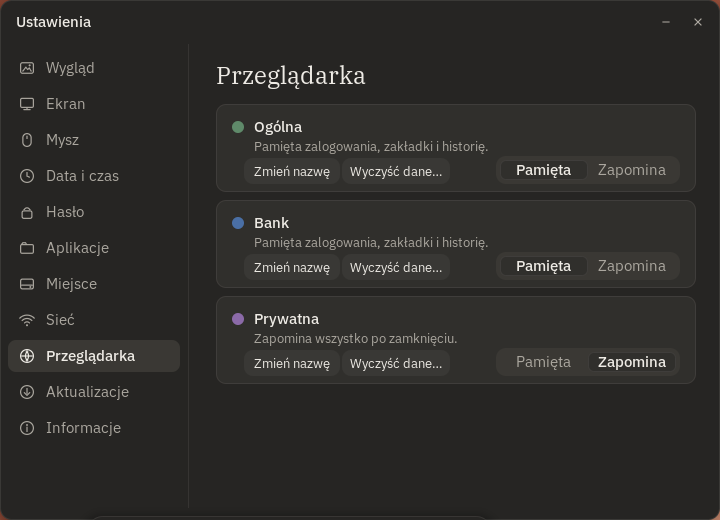 Ustawienia
Wygląd
Ekran
Mysz
Data i czas
Hasło
Aplikacje
Miejsce
Sieć
Przeglądarka
Aktualizacje
Informacje
Przeglądarka
Ogólna
Pamięta zalogowania, zakładki i historię.
Zmień nazwę Wyczyść dane... Pamięta Zapomina
Bank
Pamięta zalogowania, zakładki i historię.
Zmień nazwę Wyczyść dane... Pamięta Zapomina
Prywatna
Zapomina wszystko po zamknięciu.
Zmień nazwę Wyczyść dane... Pamięta Zapomina